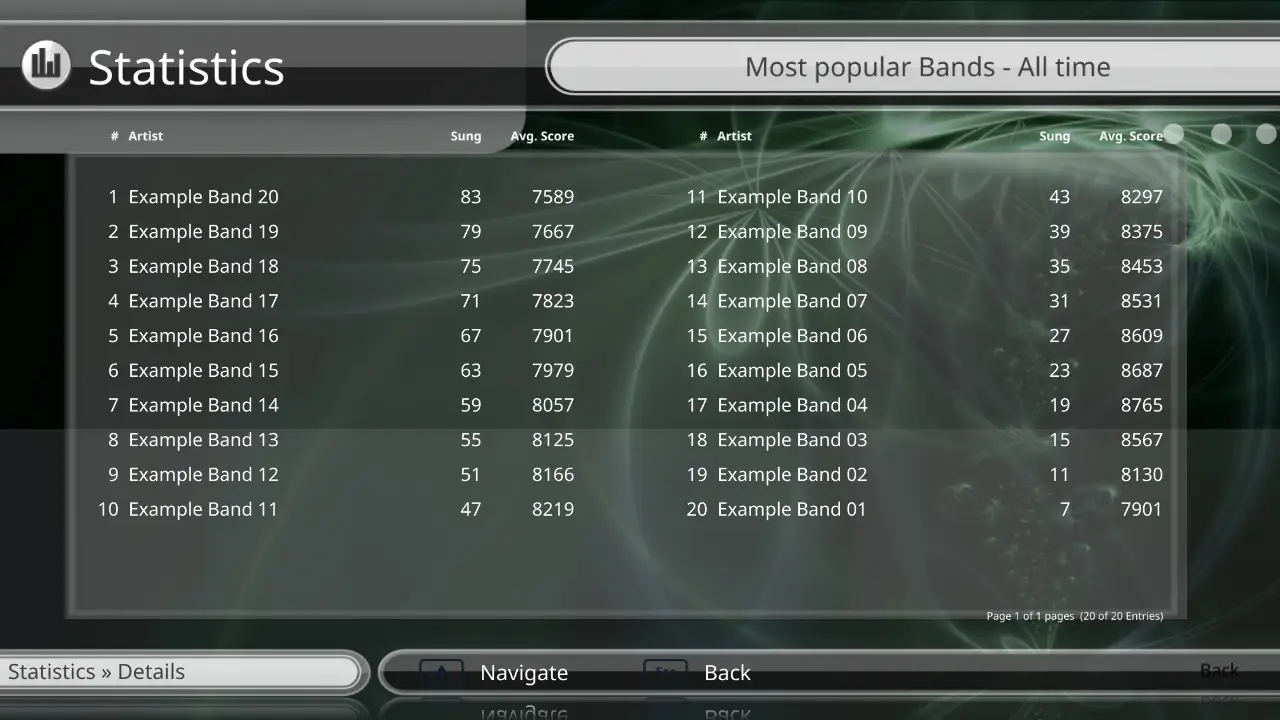 Statistics
Most popular Bands - All time
# Artist Sung Avg. Score # Artist Sung Avg. Score
1 Example Band 20 83 7589 11 Example Band 10 43 8297
2 Example Band 19 79 7667 12 Example Band 09 39 8375
3 Example Band 18 75 7745 13 Example Band 08 35 8453
4 Example Band 17 71 7823 14 Example Band 07 31 8531
5 Example Band 16 67 7901 15 Example Band 06 27 8609
6 Example Band 15 63 7979 16 Example Band 05 23 8687
7 Example Band 14 59 8057 17 Example Band 04 19 8765
8 Example Band 13 55 8125 18 Example Band 03 15 8567
9 Example Band 12 51 8166 19 Example Band 02 11 8130
10 Example Band 11 47 8219 20 Example Band 01 7 7901
Page 1 of 1 pages (20 of 20 Entries)
Statistics » Details Navigate Esc Back Back